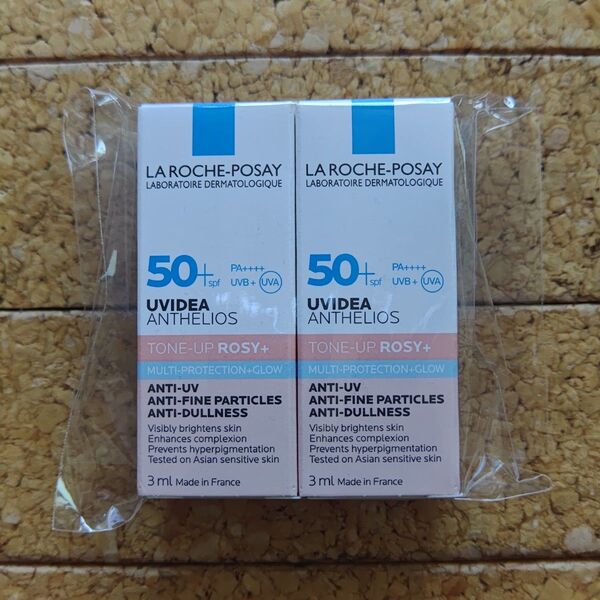 LA ROCHE-POSAY
LABORATOIRE DERMATOLOGIQUE
50+ spf
PA++++
UVB + UVA
UVIDEA
ANTHELIOS
TONE-UP ROSY+
MULTI-PROTECTION+GLOW
ANTI-UV
ANTI-FINE PARTICLES
ANTI-DULLNESS
Visibly brightens skin
Enhances complexion
Prevents hyperpigmentation
Tested on Asian sensitive skin
3 ml Made in France
LA ROCHE-POSAY
LABORATOIRE DERMATOLOGIQUE
50+ spf
PA++++
UVB + UVA
UVIDEA
ANTHELIOS
TONE-UP ROSY+
MULTI-PROTECTION+GLOW
ANTI-UV
ANTI-FINE PARTICLES
ANTI-DULLNESS
Visibly brightens skin
Enhances complexion
Prevents hyperpigmentation
Tested on Asian sensitive skin
3 ml Made in France